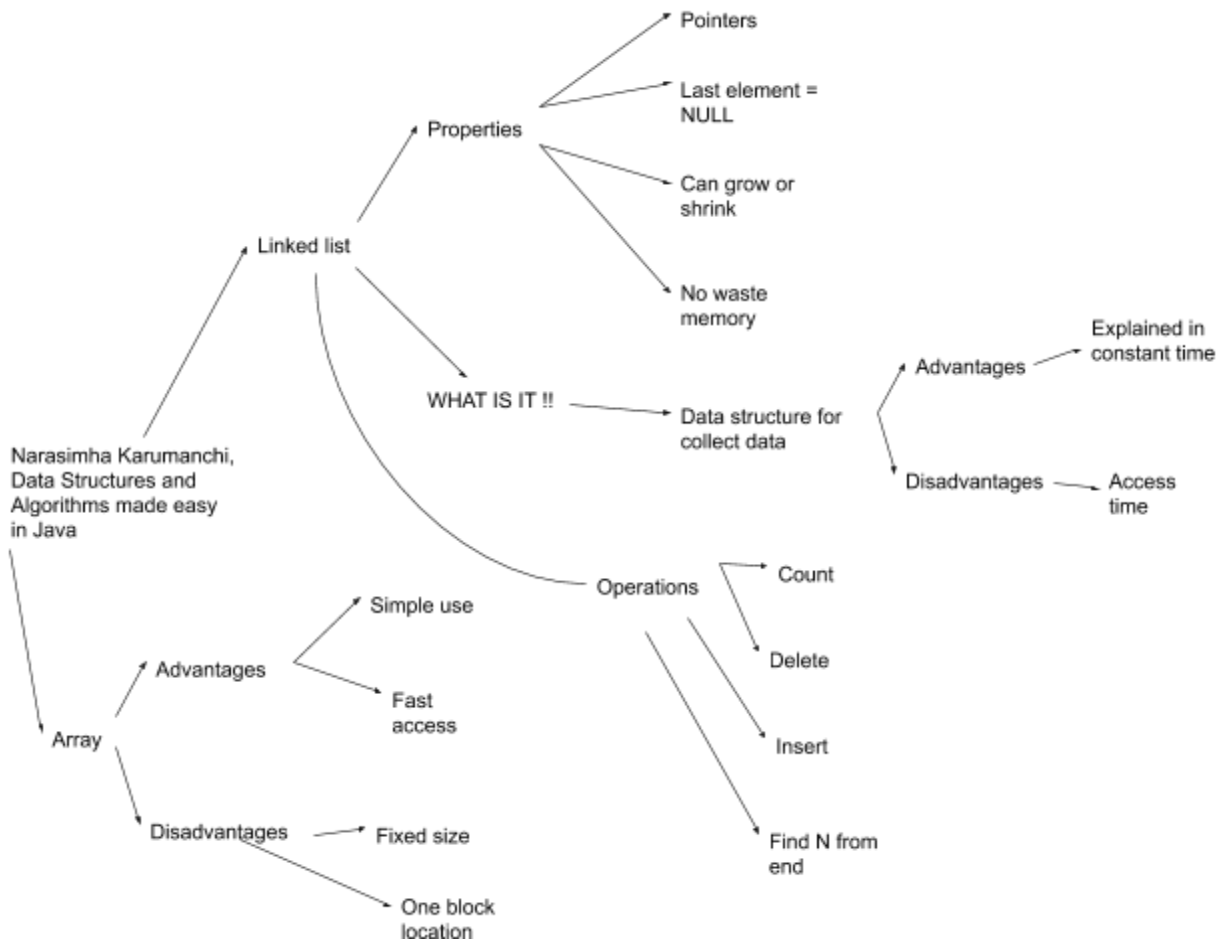 Pointers
Last element =
NULL
Properties
Can grow or
shrink
Linked list
No waste
memory
Explained in
constant time
Advantages
WHAT IS IT !!
Data structure for
collect data
Narasimha Karumanchi,
Data Structures and
Algorithms made easy
in Java
Disadvantages
Access
time
Operations
Count
Simple use
Delete
Advantages
Fast
access
Array
Insert
Disadvantages
Fixed size
Find N from
end
One block
location